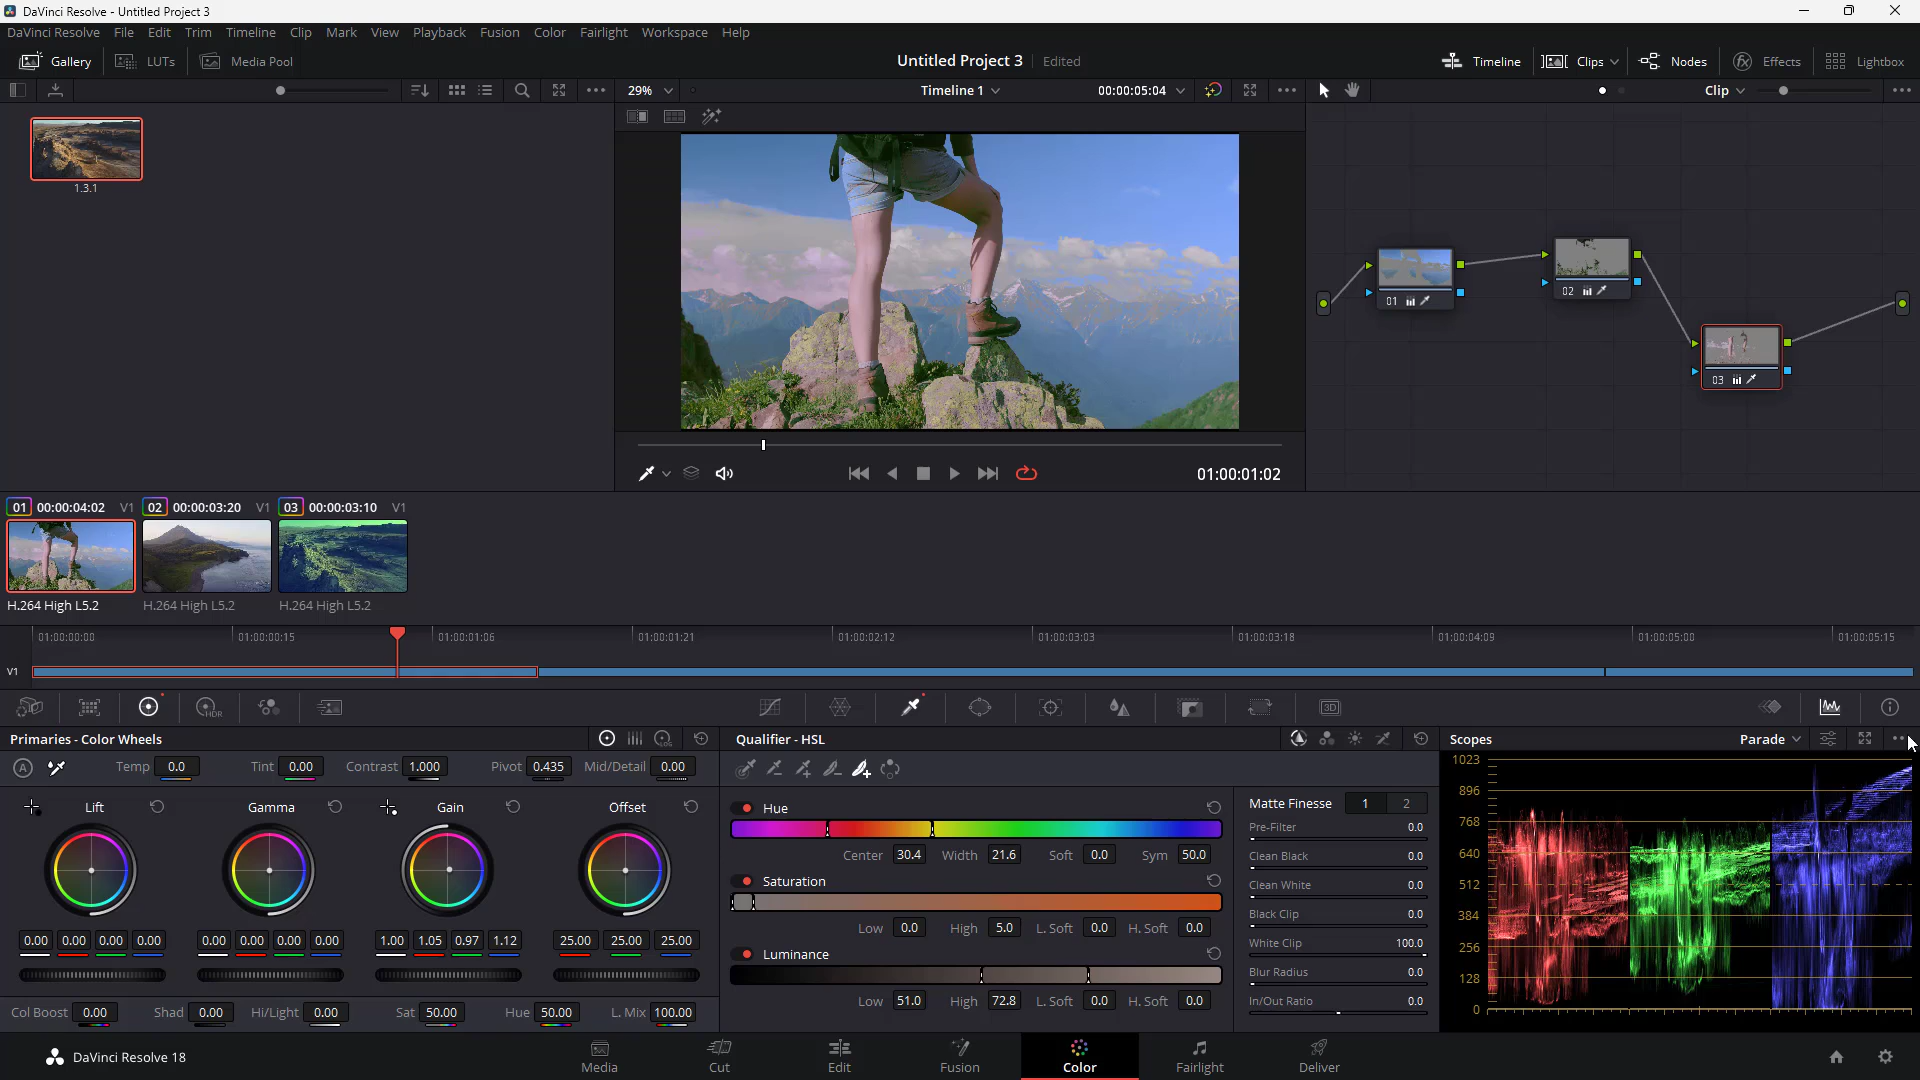 DaVinci Resolve - Untitled Project 3
DaVinci Resolve File Edit Trim Timeline Clip Mark View Playback Fusion Color Fairlight Workspace Help
Gallery LUTs Media Pool Untitled Project 3 Edited Timeline Clips Nodes Effects Lightbox
29% Timeline 1 00:00:05:04 Clip
1.3.1
01 02 03
01:00:01:02
01 00:00:04:02 V1 02 00:00:03:20 V1 03 00:00:03:10 V1
H.264 High L5.2 H.264 High L5.2 H.264 High L5.2
01:00:00:00 01:00:00:15 01:00:01:06 01:00:01:21 01:00:02:12 01:00:03:03 01:00:03:18 01:00:04:09 01:00:05:00 01:00:05:15
V1
HDR 3D
Primaries - Color Wheels LOG
A Temp 0.0 Tint 0.00 Contrast 1.000 Pivot 0.435 Mid/Detail 0.00
Lift Gamma Gain Offset
0.00 0.00 0.00 0.00 0.00 0.00 0.00 0.00 1.00 1.05 0.97 1.12 25.00 25.00 25.00
Col Boost 0.00 Shad 0.00 Hi/Light 0.00 Sat 50.00 Hue 50.00 L. Mix 100.00
Qualifier - HSL
Hue
Center 30.4 Width 21.6 Soft 0.0 Sym 50.0
Saturation
Low 0.0 High 5.0 L. Soft 0.0 H. Soft 0.0
Luminance
Low 51.0 High 72.8 L. Soft 0.0 H. Soft 0.0
Matte Finesse 1 2
Pre-Filter 0.0
Clean Black 0.0
Clean White 0.0
Black Clip 0.0
White Clip 100.0
Blur Radius 0.0
In/Out Ratio 0.0
Scopes Parade
1023
896
768
640
512
384
256
128
0
DaVinci Resolve 18 Media Cut Edit Fusion Color Fairlight Deliver